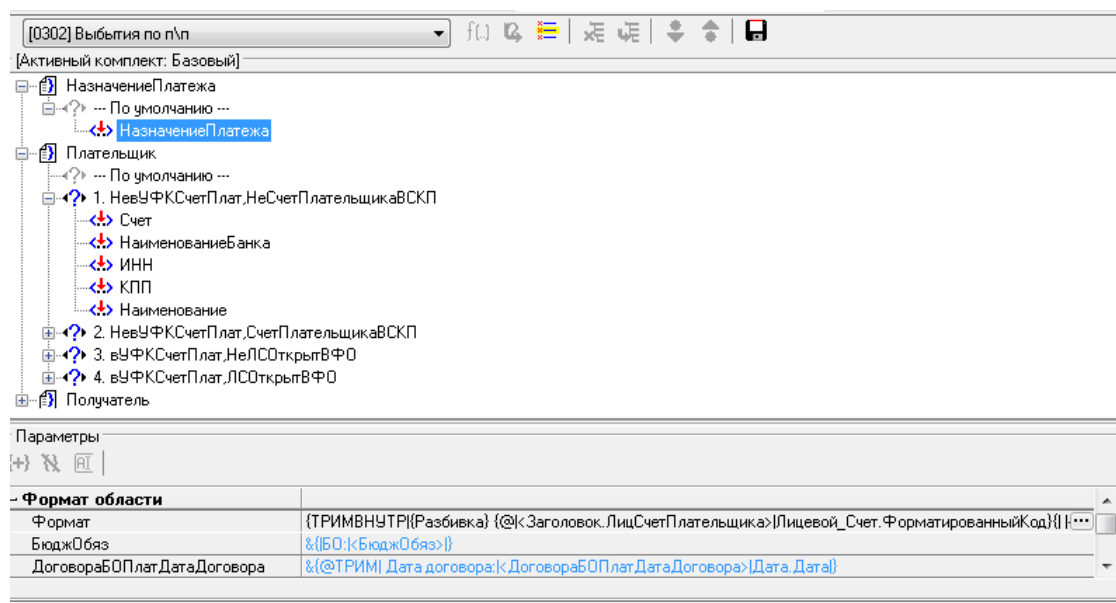 [0302] Выбытия по п\п
f(..)
[Активный комплект: Базовый]
НазначениеПлатежа
--- По умолчанию ---
НазначениеПлатежа
Плательщик
--- По умолчанию ---
1. НевУФКСчетПлат,НеСчетПлательщикаВСКП
Счет
НаименованиеБанка
ИНН
КПП
Наименование
2. НевУФКСчетПлат,СчетПлательщикаВСКП
3. вУФКСчетПлат,НеЛСОткрытВФО
4. вУФКСчетПлат,ЛСОткрытВФО
Получатель
Параметры
Формат области
Формат {ТРИМВНУТР|{Разбивка} {@|<Заголовок.ЛицСчетПлательщика>|Лицевой_Счет.ФорматированныйКод}{| |
БюджОбяз &{|БО:|<БюджОбяз>|}
ДоговораБОПлатДатаДоговора &{@ТРИМ| Дата договора:|<ДоговораБОПлатДатаДоговора>|Дата.Дата|}